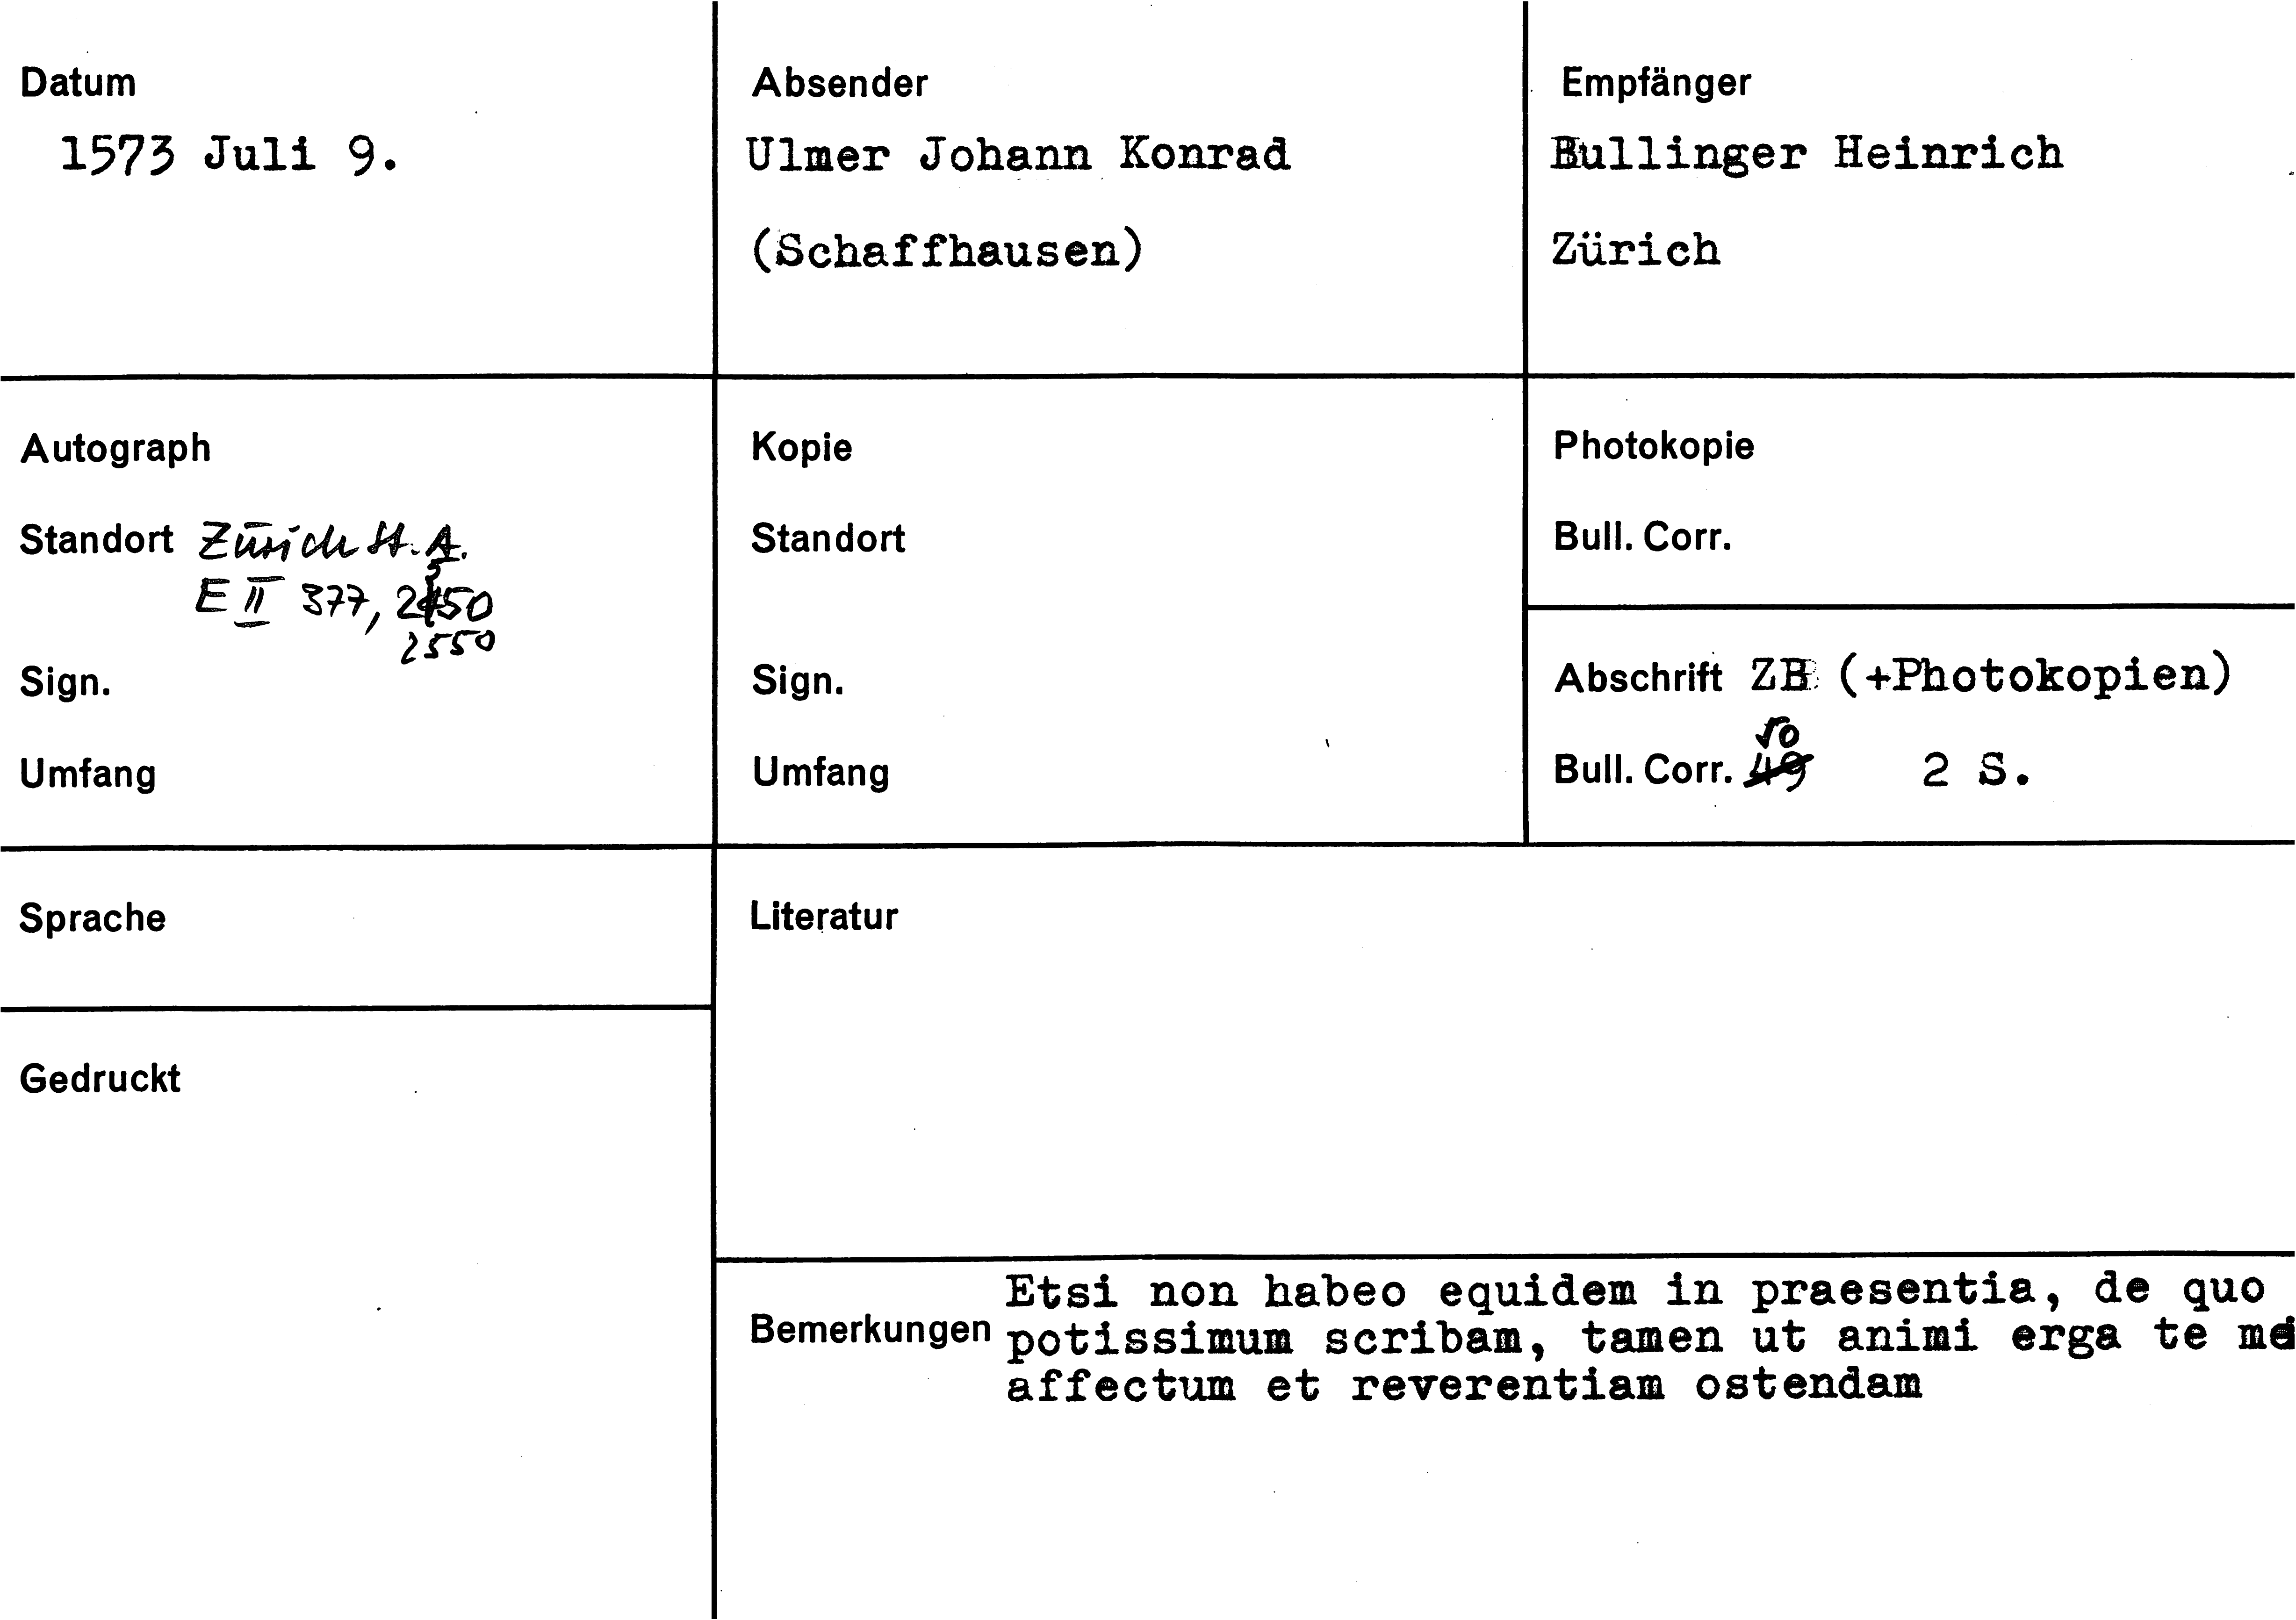 Datum
1573 Juli 9.
Absender
Ulmer Johann Konrad
(Schaffhausen)
Empfänger
Bullinger Heinrich
Zürich
Autograph
Standort Zürich St. A.
E II 377, 2550
2550
Sign.
Umfang
Kopie
Standort
Sign.
Umfang
Photokopie
Bull. Corr.
Abschrift ZB (+Photokopien)
50
Bull. Corr. 49 2 S.
Sprache
Literatur
Gedruckt
Bemerkungen
Etsi non habeo equidem in praesentia, de quo
potissimum scribam, tamen ut animi erga te mei
affectum et reverentiam ostendam